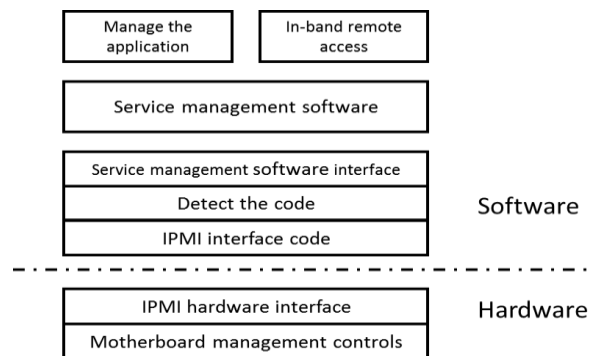 Manage the
application
In-band remote
access
Service management software
Service management software interface
Detect the code
IPMI interface code
Software
IPMI hardware interface
Hardware
Motherboard management controls